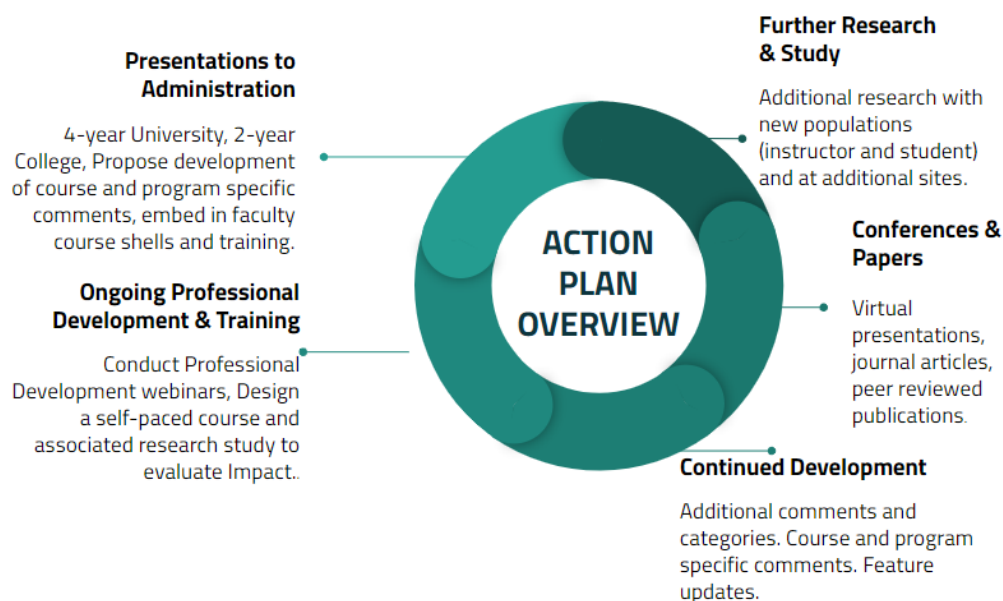 Presentations to
Administration
4-year University, 2-year
College, Propose development
of course and program specific
comments, embed in faculty
course shells and training.
Ongoing Professional
Development & Training
Conduct Professional
Development webinars, Design
a self-paced course and
associated research study to
evaluate Impact..
ACTION
PLAN
OVERVIEW
Further Research
& Study
Additional research with
new populations
(instructor and student)
and at additional sites.
Conferences &
Papers
Virtual
presentations,
journal articles,
peer reviewed
publications.
Continued Development
Additional comments and
categories. Course and program
specific comments. Feature
updates.